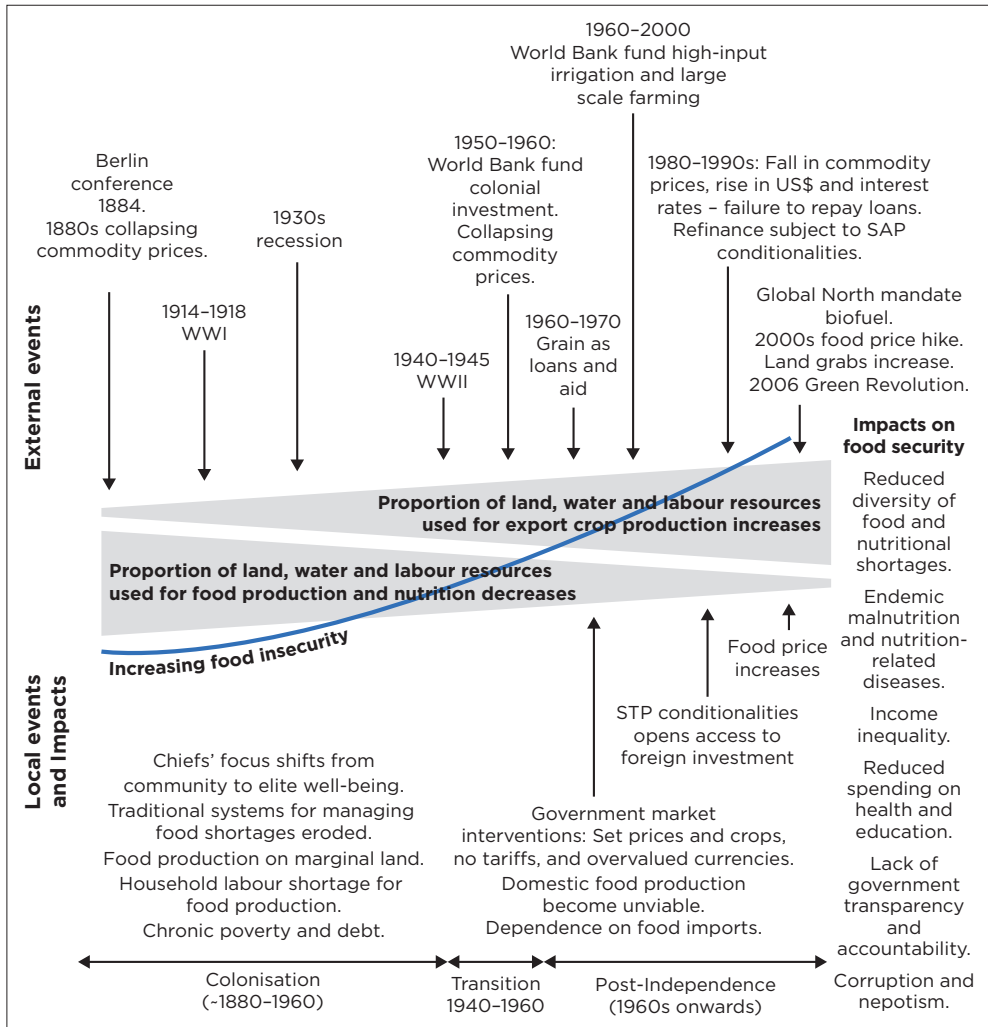 1960–2000
World Bank fund high-input
irrigation and large
scale farming
Berlin
conference
1884.
1880s collapsing
commodity prices.
1914–1918
WWI
1930s
recession
1940–1945
WWII
1950–1960:
World Bank fund
colonial
investment.
Collapsing
commodity
prices.
1960–1970
Grain as
loans and
aid
1980–1990s: Fall in commodity
prices, rise in US$ and interest
rates – failure to repay loans.
Refinance subject to SAP
conditionalities.
Global North mandate
biofuel.
2000s food price hike.
Land grabs increase.
2006 Green Revolution.
External events
Proportion of land, water and labour resources
used for export crop production increases
Proportion of land, water and labour resources
used for food production and nutrition decreases
Increasing food insecurity
Impacts on
food security
Reduced
diversity of
food and
nutritional
shortages.
Endemic
malnutrition
and nutrition-
related
diseases.
Income
inequality.
Reduced
spending on
health and
education.
Lack of
government
transparency
and
accountability.
Corruption and
nepotism.
Local events
and Impacts
Food price
increases
STP conditionalities
opens access to
foreign investment
Chiefs’ focus shifts from
community to elite well-being.
Traditional systems for managing
food shortages eroded.
Food production on marginal land.
Household labour shortage for
food production.
Chronic poverty and debt.
Government market
interventions: Set prices and crops,
no tariffs, and overvalued currencies.
Domestic food production
become unviable.
Dependence on food imports.
Colonisation
(~1880–1960)
Transition
1940–1960
Post-Independence
(1960s onwards)